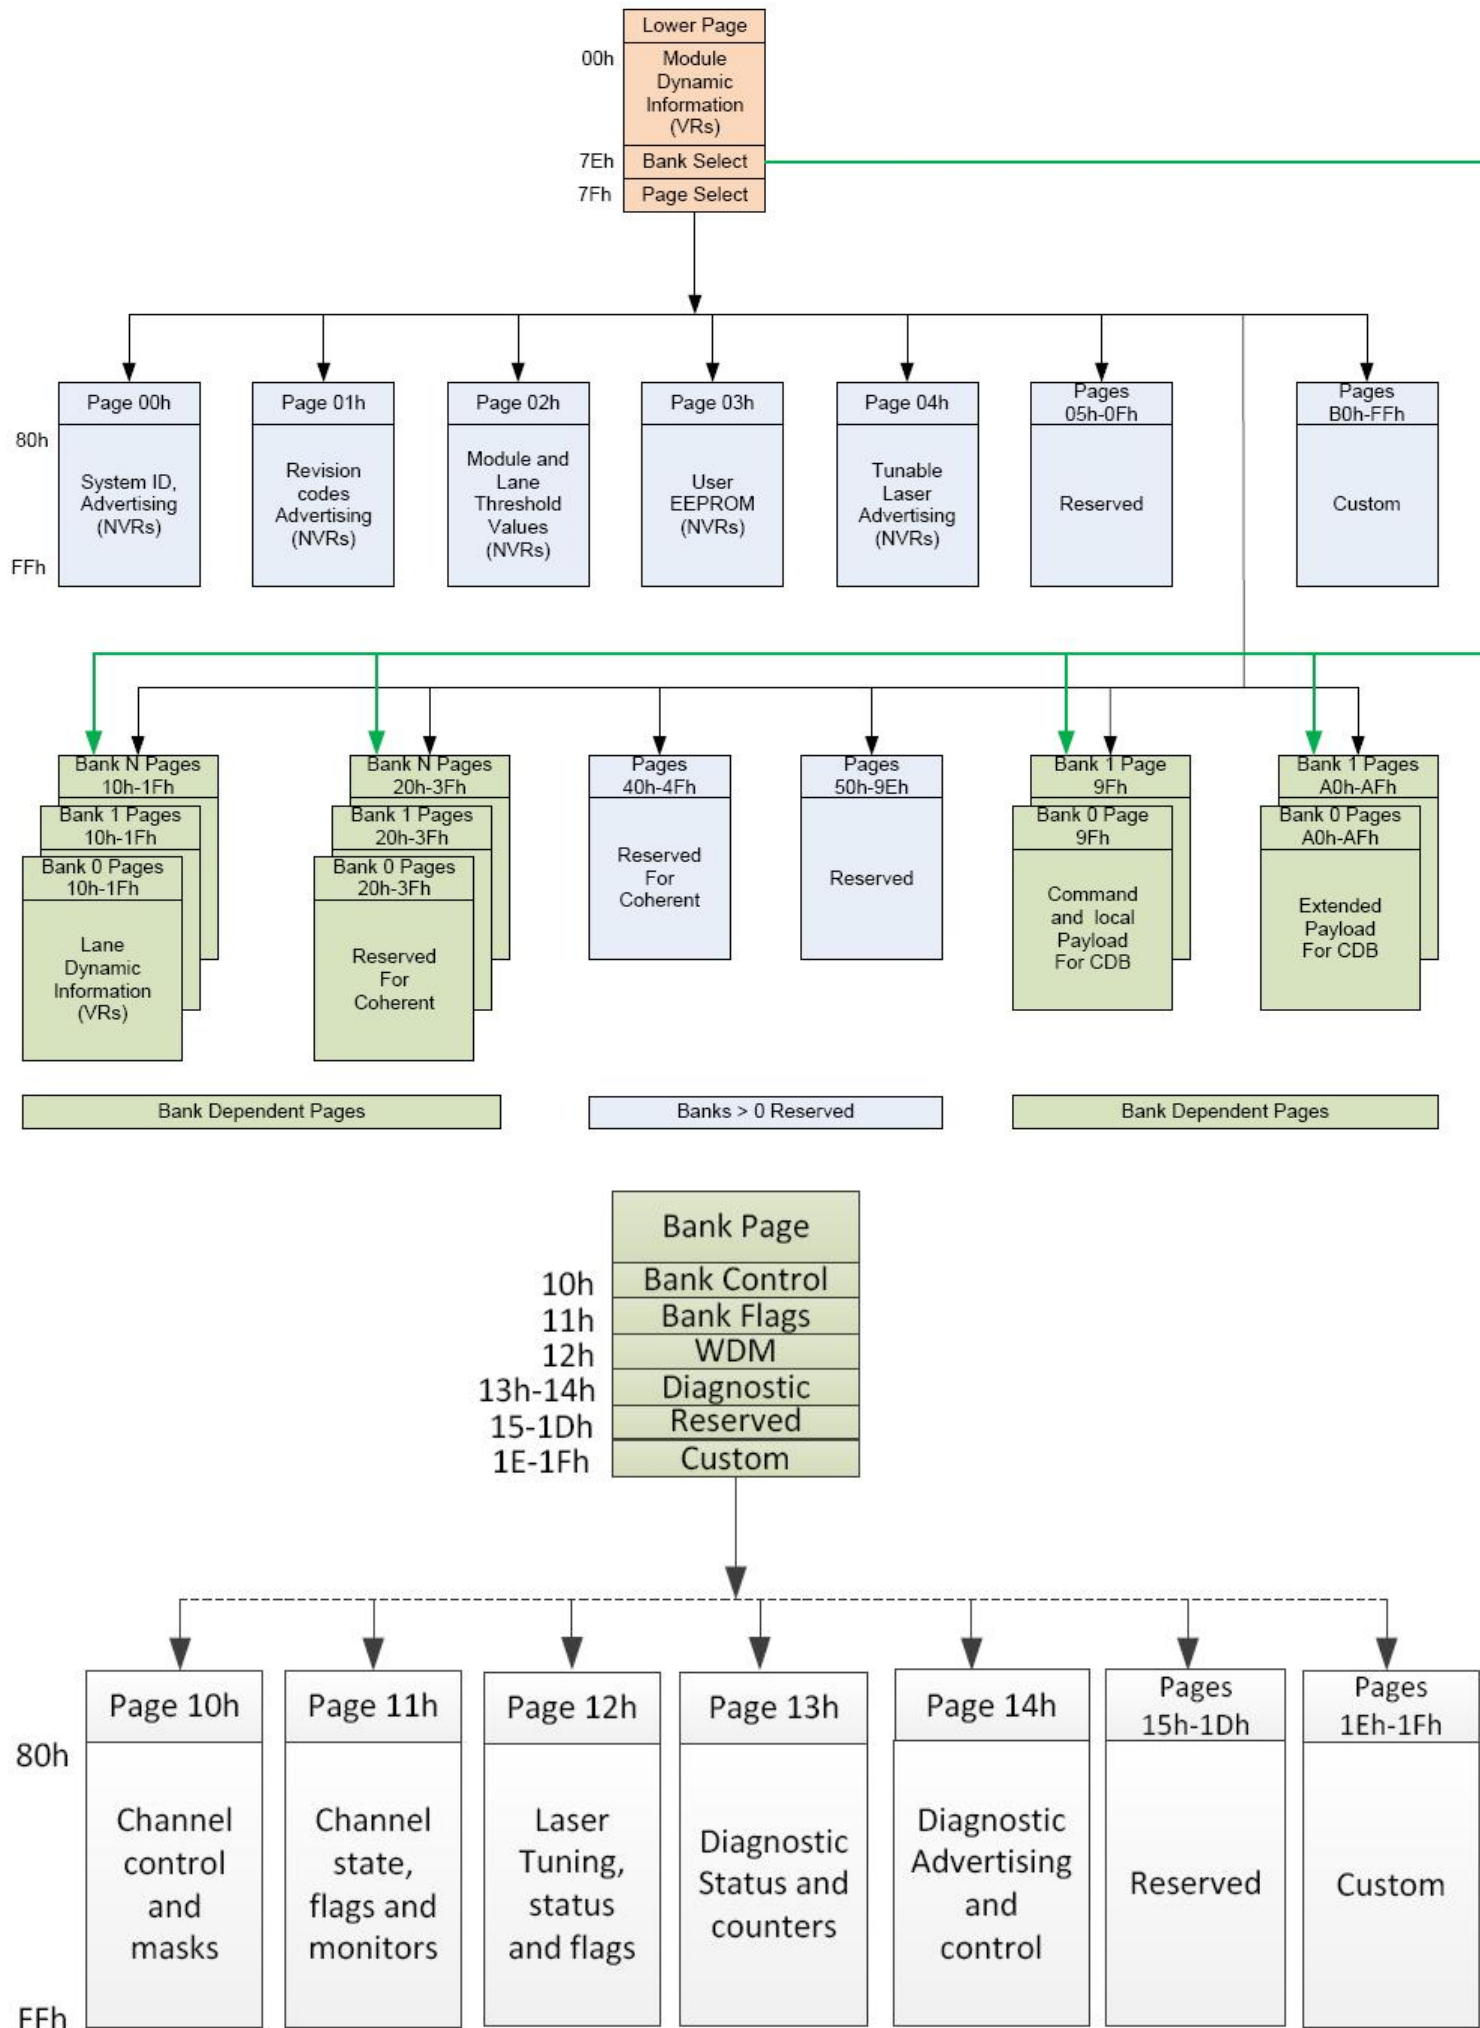 Lower Page
00h
Module
Dynamic
Information
(VRs)
7Eh
Bank Select
7Fh
Page Select
Page 00h
Page 01h
Page 02h
Page 03h
Page 04h
Pages
05h-0Fh
Pages
B0h-FFh
80h
System ID,
Advertising
(NVRs)
Revision
codes
Advertising
(NVRs)
Module and
Lane
Threshold
Values
(NVRs)
User
EEPROM
(NVRs)
Tunable
Laser
Advertising
(NVRs)
Reserved
Custom
FFh
Bank N Pages
10h-1Fh
Bank 1 Pages
10h-1Fh
Bank 0 Pages
10h-1Fh
Lane
Dynamic
Information
(VRs)
Bank N Pages
20h-3Fh
Bank 1 Pages
20h-3Fh
Bank 0 Pages
20h-3Fh
Reserved
For
Coherent
Pages
40h-4Fh
Reserved
For
Coherent
Pages
50h-9Eh
Reserved
Bank 1 Page
9Fh
Bank 0 Page
9Fh
Command
and local
Payload
For CDB
Bank 1 Pages
A0h-AFh
Bank 0 Pages
A0h-AFh
Extended
Payload
For CDB
Bank Dependent Pages
Banks > 0 Reserved
Bank Dependent Pages
Bank Page
10h
Bank Control
11h
Bank Flags
12h
WDM
13h-14h
Diagnostic
15-1Dh
Reserved
1E-1Fh
Custom
Page 10h
Page 11h
Page 12h
Page 13h
Page 14h
Pages
15h-1Dh
Pages
1Eh-1Fh
80h
Channel
control
and
masks
Channel
state,
flags and
monitors
Laser
Tuning,
status
and flags
Diagnostic
Status and
counters
Diagnostic
Advertising
and
control
Reserved
Custom
FFh